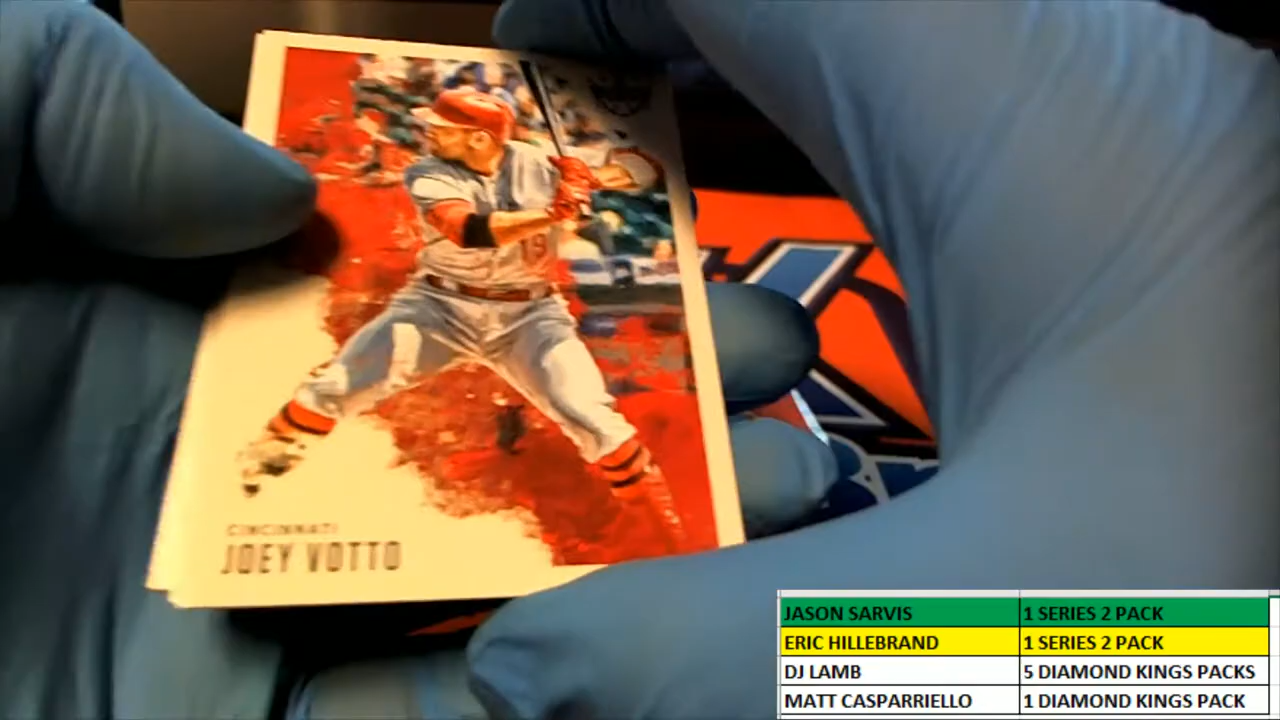 19
CINCINNATI
JOEY VOTTO
JASON SARVIS 1 SERIES 2 PACK
ERIC HILLEBRAND 1 SERIES 2 PACK
DJ LAMB 5 DIAMOND KINGS PACKS
MATT CASPARRIELLO 1 DIAMOND KINGS PACK